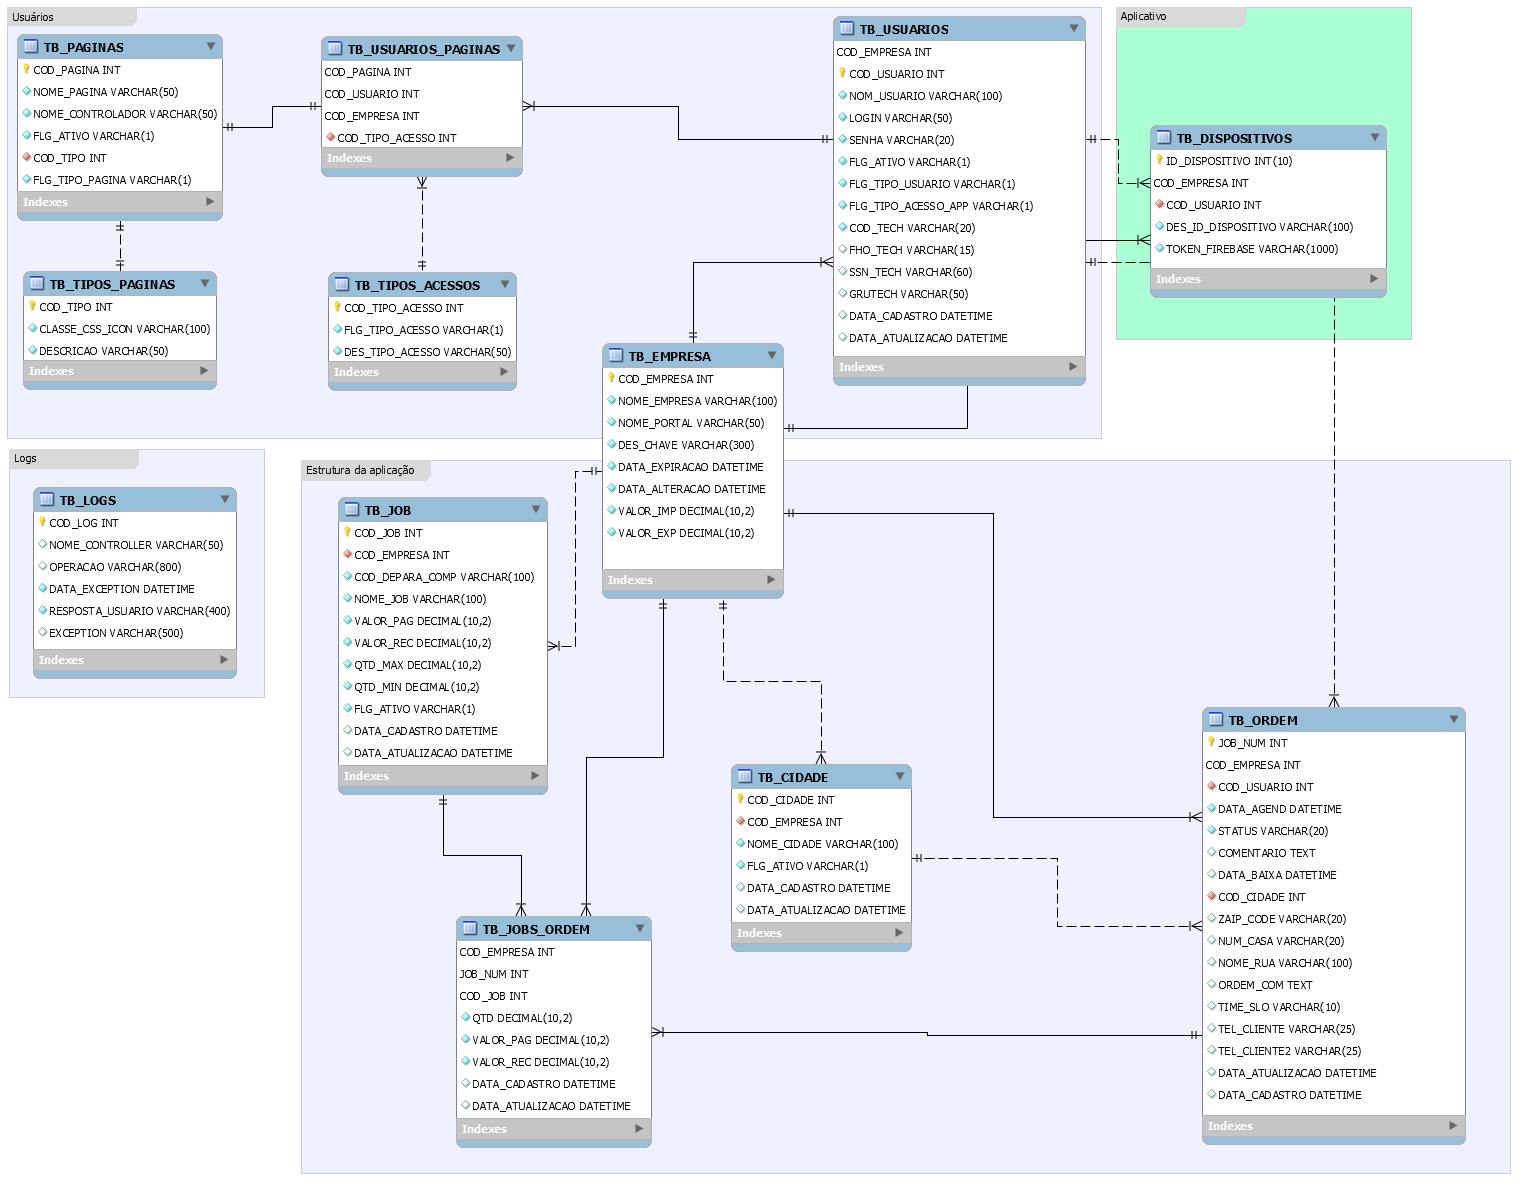 Usuários
TB_PAGINAS
COD_PAGINA INT
NOME_PAGINA VARCHAR(50)
NOME_CONTROLADOR VARCHAR(50)
FLG_ATIVO VARCHAR(1)
COD_TIPO INT
FLG_TIPO_PAGINA VARCHAR(1)
Indexes
TB_USUARIOS_PAGINAS
COD_PAGINA INT
COD_USUARIO INT
COD_EMPRESA INT
COD_TIPO_ACESSO INT
Indexes
TB_USUARIOS
COD_EMPRESA INT
COD_USUARIO INT
NOM_USUARIO VARCHAR(100)
LOGIN VARCHAR(50)
SENHA VARCHAR(20)
FLG_ATIVO VARCHAR(1)
FLG_TIPO_USUARIO VARCHAR(1)
FLG_TIPO_ACESSO_APP VARCHAR(1)
COD_TECH VARCHAR(20)
FHO_TECH VARCHAR(15)
SSN_TECH VARCHAR(60)
GRUTECH VARCHAR(50)
DATA_CADASTRO DATETIME
DATA_ATUALIZACAO DATETIME
Indexes
Aplicativo
TB_DISPOSITIVOS
ID_DISPOSITIVO INT(10)
COD_EMPRESA INT
COD_USUARIO INT
DES_ID_DISPOSITIVO VARCHAR(100)
TOKEN_FIREBASE VARCHAR(1000)
Indexes
TB_TIPOS_PAGINAS
COD_TIPO INT
CLASSE_CSS_ICON VARCHAR(100)
DESCRICAO VARCHAR(50)
Indexes
TB_TIPOS_ACESSOS
COD_TIPO_ACESSO INT
FLG_TIPO_ACESSO VARCHAR(1)
DES_TIPO_ACESSO VARCHAR(50)
Indexes
TB_EMPRESA
COD_EMPRESA INT
NOME_EMPRESA VARCHAR(100)
NOME_PORTAL VARCHAR(50)
DES_CHAVE VARCHAR(300)
DATA_EXPIRACAO DATETIME
DATA_ALTERACAO DATETIME
VALOR_IMP DECIMAL(10,2)
VALOR_EXP DECIMAL(10,2)
Indexes
Logs
TB_LOGS
COD_LOG INT
NOME_CONTROLLER VARCHAR(50)
OPERACAO VARCHAR(800)
DATA_EXCEPTION DATETIME
RESPOSTA_USUARIO VARCHAR(400)
EXCEPTION VARCHAR(500)
Indexes
Estrutura da aplicação
TB_JOB
COD_JOB INT
COD_EMPRESA INT
COD_DEPARA_COMP VARCHAR(100)
NOME_JOB VARCHAR(100)
VALOR_PAG DECIMAL(10,2)
VALOR_REC DECIMAL(10,2)
QTD_MAX DECIMAL(10,2)
QTD_MIN DECIMAL(10,2)
FLG_ATIVO VARCHAR(1)
DATA_CADASTRO DATETIME
DATA_ATUALIZACAO DATETIME
Indexes
TB_CIDADE
COD_CIDADE INT
COD_EMPRESA INT
NOME_CIDADE VARCHAR(100)
FLG_ATIVO VARCHAR(1)
DATA_CADASTRO DATETIME
DATA_ATUALIZACAO DATETIME
Indexes
TB_ORDEM
JOB_NUM INT
COD_EMPRESA INT
COD_USUARIO INT
DATA_AGEND DATETIME
STATUS VARCHAR(20)
COMENTARIO TEXT
DATA_BAIXA DATETIME
COD_CIDADE INT
ZAIP_CODE VARCHAR(20)
NUM_CASA VARCHAR(20)
NOME_RUA VARCHAR(100)
ORDEM_COM TEXT
TIME_SLO VARCHAR(10)
TEL_CLIENTE VARCHAR(25)
TEL_CLIENTE2 VARCHAR(25)
DATA_ATUALIZACAO DATETIME
DATA_CADASTRO DATETIME
Indexes
TB_JOBS_ORDEM
COD_EMPRESA INT
JOB_NUM INT
COD_JOB INT
QTD DECIMAL(10,2)
VALOR_PAG DECIMAL(10,2)
VALOR_REC DECIMAL(10,2)
DATA_CADASTRO DATETIME
DATA_ATUALIZACAO DATETIME
Indexes